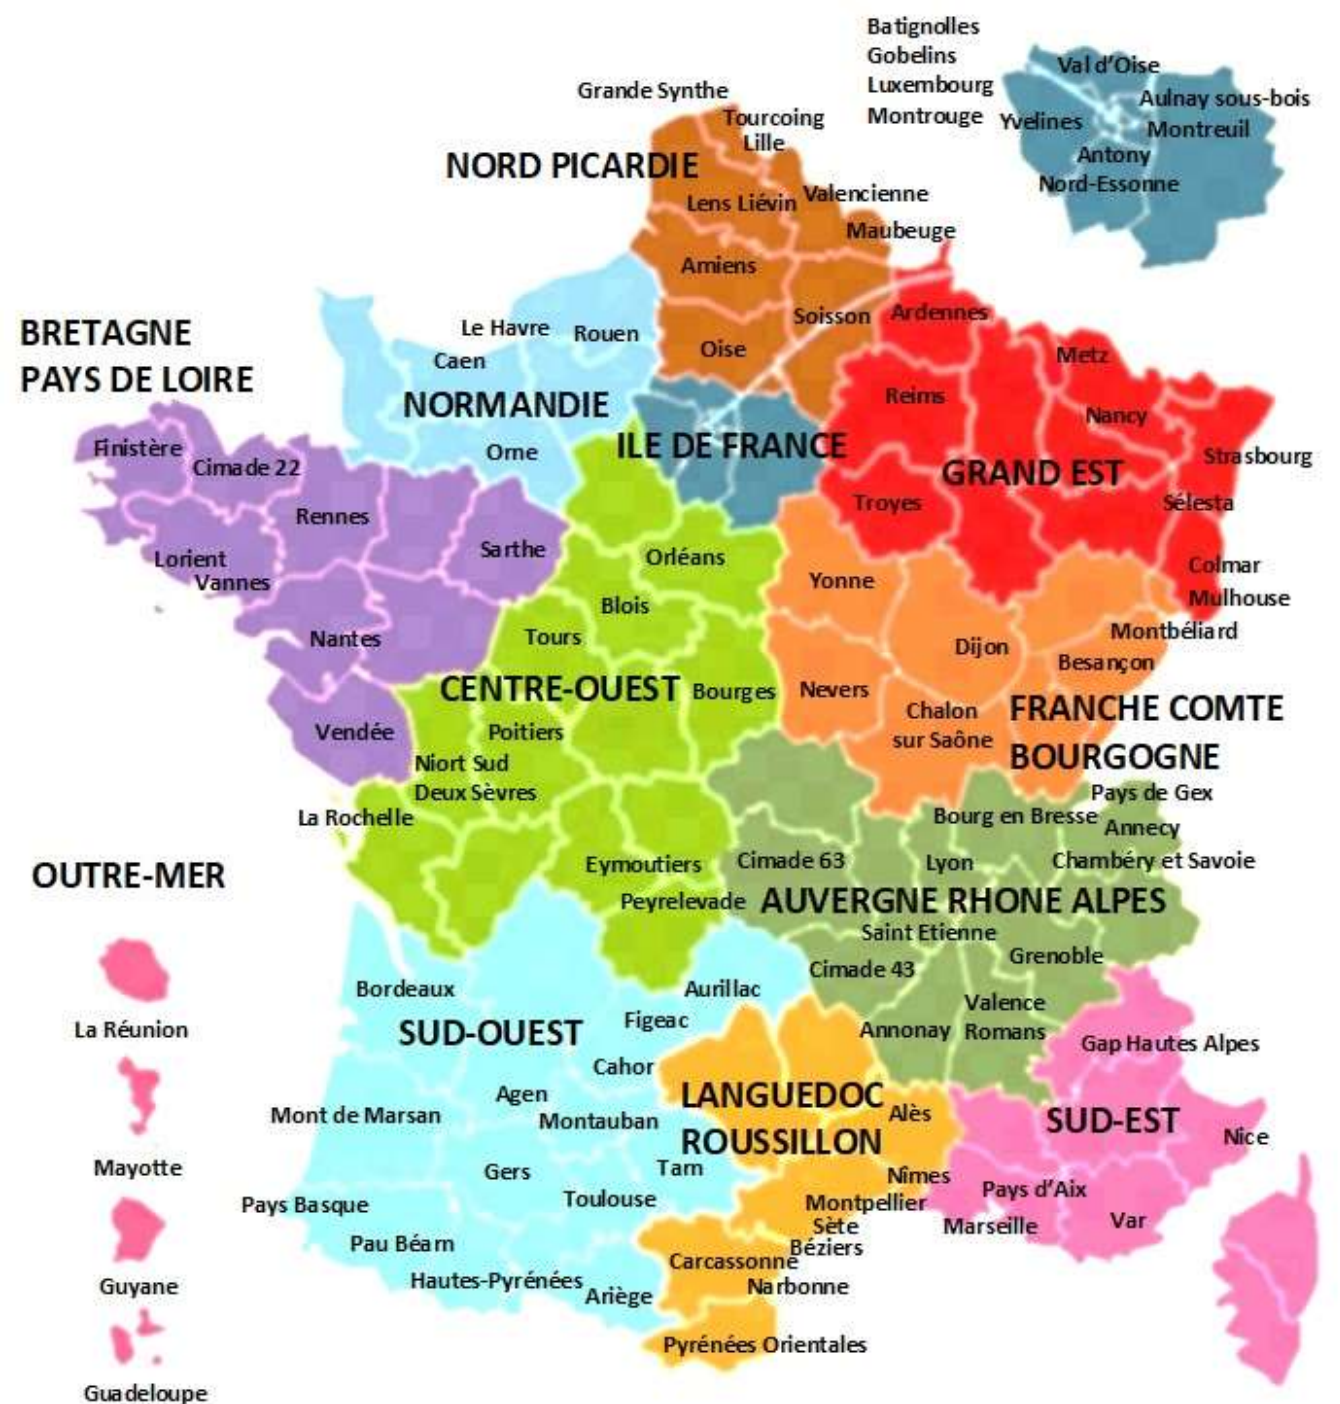 Batignolles
Gobelins
Luxembourg
Montrouge
Val d'Oise
Aulnay sous-bois
Yvelines
Montreuil
Antony
Nord-Essonne
Grande Synthe
Tourcoing
Lille
NORD PICARDIE
Lens Liévin
Valencienne
Maubeuge
Amiens
Soisson
Oise
Ardennes
Metz
Reims
Nancy
Strasbourg
GRAND EST
Troyes
Sélesta
Colmar
Mulhouse
Le Havre
Rouen
Caen
NORMANDIE
Orne
ILE DE FRANCE
BRETAGNE
PAYS DE LOIRE
Finistère
Cimade 22
Rennes
Sarthe
Lorient
Vannes
Nantes
Vendée
Orléans
Blois
Tours
CENTRE-OUEST
Bourges
Poitiers
Niort Sud
Deux Sèvres
La Rochelle
Eymoutiers
Peyrelevade
Yonne
Dijon
Montbéliard
Besançon
Nevers
Chalon
sur Saône
FRANCHE COMTE
BOURGOGNE
Pays de Gex
Bourg en Bresse
Annecy
Cimade 63
Lyon
Chambéry et Savoie
AUVERGNE RHONE ALPES
Saint Etienne
Grenoble
Cimade 43
Valence
Romans
Annonay
OUTRE-MER
La Réunion
Mayotte
Guyane
Guadeloupe
Bordeaux
Aurillac
SUD-OUEST
Figeac
Cahor
Agen
Mont de Marsan
Montauban
Gers
Tarn
Toulouse
Pays Basque
Pau Béarn
Hautes-Pyrénées
Ariège
LANGUEDOC
ROUSSILLON
Alès
Nîmes
Montpellier
Sète
Béziers
Carcassonne
Narbonne
Pyrénées Orientales
Gap Hautes Alpes
SUD-EST
Nice
Pays d'Aix
Marseille
Var